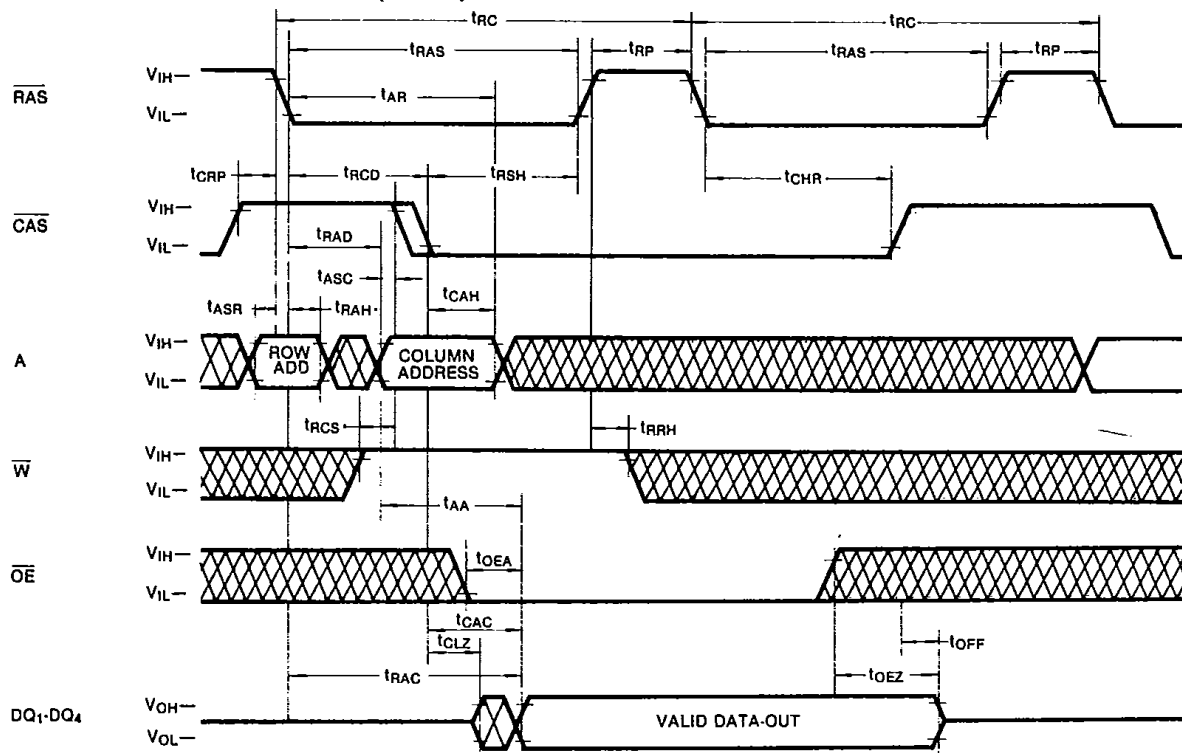 tRC tRC
tRAS tRP tRAS tRP
RAS VIH— VIL— tAR
tCRP tRCD tRSH tCHR
CAS VIH— VIL— tRAD
tASC
tASR tRAH tCAH
A VIH— VIL— ROW ADD COLUMN ADDRESS
tRCS tRRH
W VIH— VIL—
tAA
OE VIH— VIL— tOEA
tCAC
tCLZ tOFF
tRAC tOEZ
DQ1-DQ4 VOH— VOL— VALID DATA-OUT